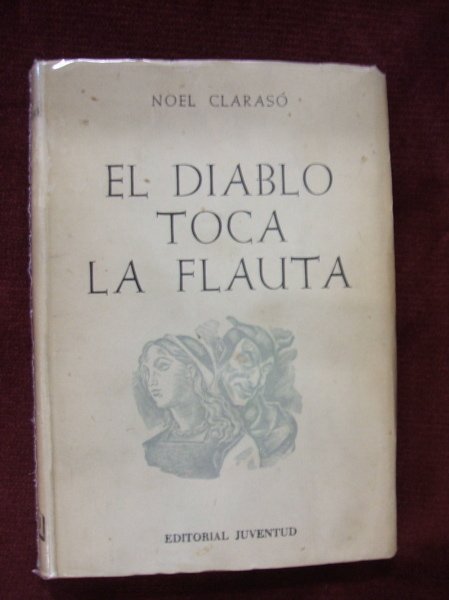 NOEL CLARASÓ
EL DIABLO
TOCA
LA FLAUTA
EDITORIAL JUVENTUD